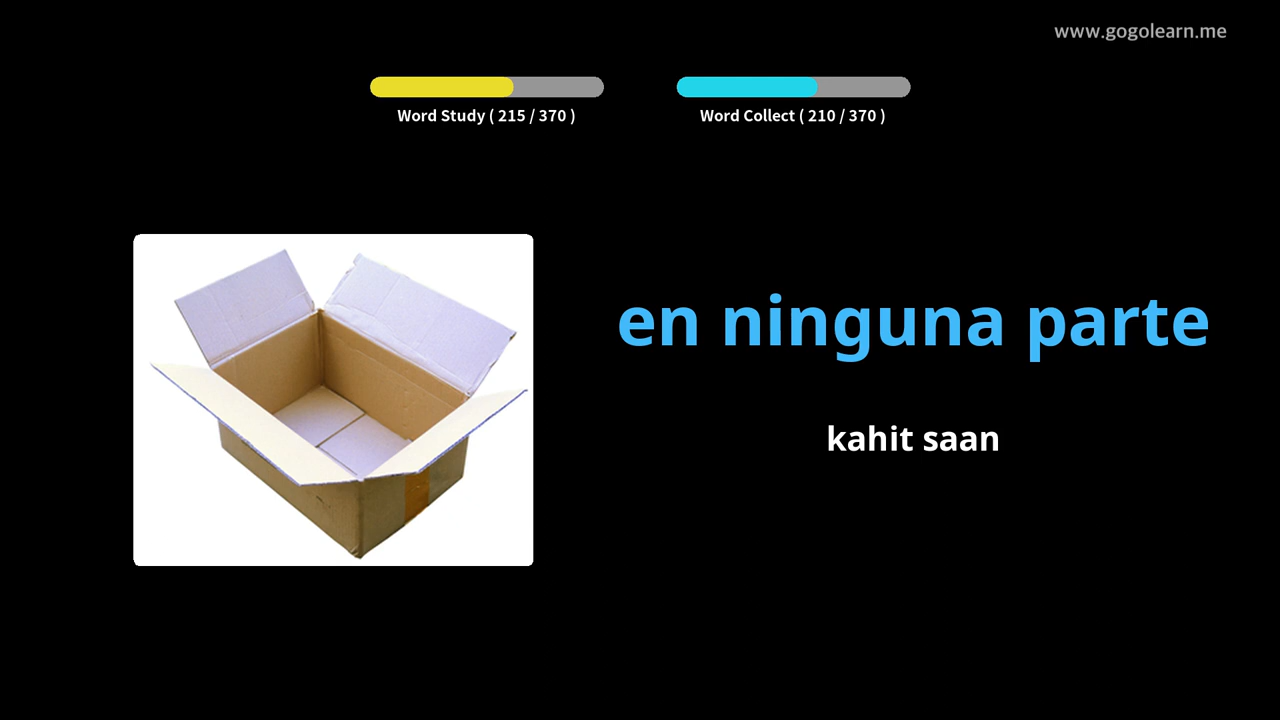 www.gogolearn.me
Word Study ( 215 / 370 )
Word Collect ( 210 / 370 )
en ninguna parte
kahit saan